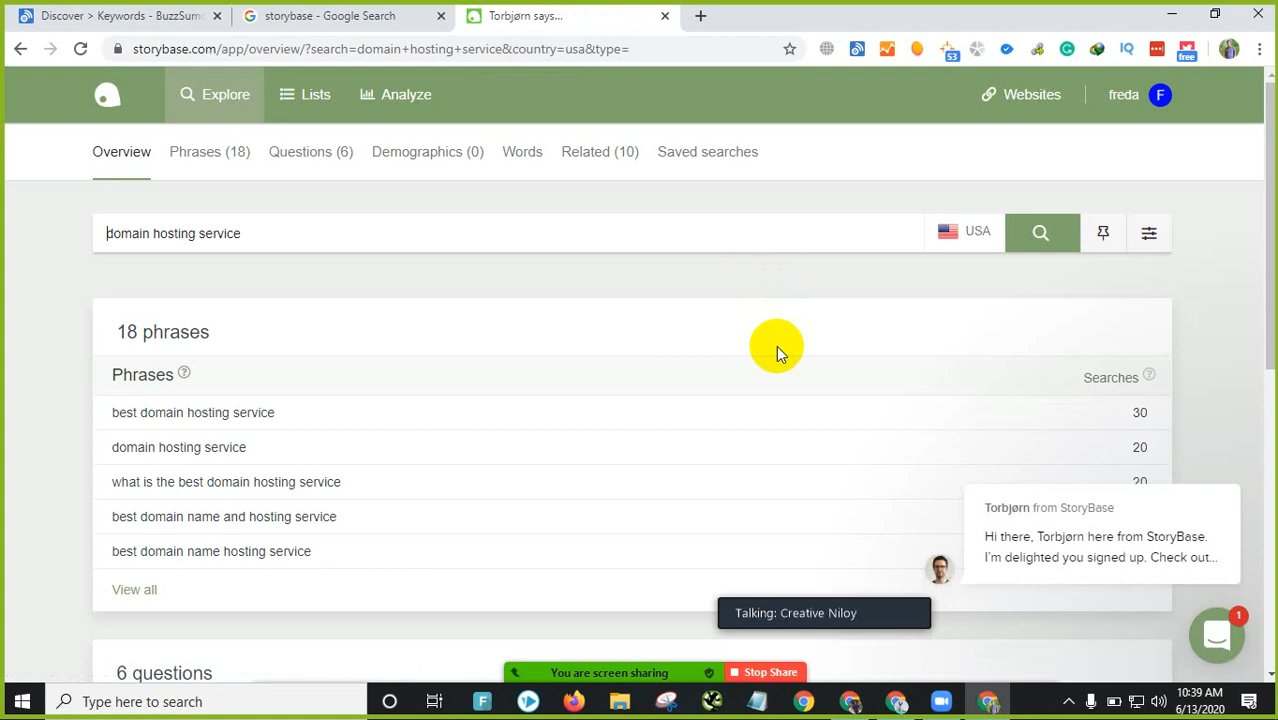 Discover > Keywords - BuzzSumo
storybase - Google Search
Torbjørn says...
storybase.com/app/overview/?search=domain+hosting+service&country=usa&type=
53
IQ
free
Explore
Lists
Analyze
Websites
freda
F
Overview
Phrases (18)
Questions (6)
Demographics (0)
Words
Related (10)
Saved searches
domain hosting service
USA
18 phrases
Phrases ?
Searches ?
best domain hosting service 30
domain hosting service 20
what is the best domain hosting service 20
best domain name and hosting service
best domain name hosting service
View all
Torbjørn from StoryBase
Hi there, Torbjørn here from StoryBase.
I'm delighted you signed up. Check out...
1
Talking: Creative Niloy
6 questions
You are screen sharing
Stop Share
Type here to search
10:39 AM
6/13/2020